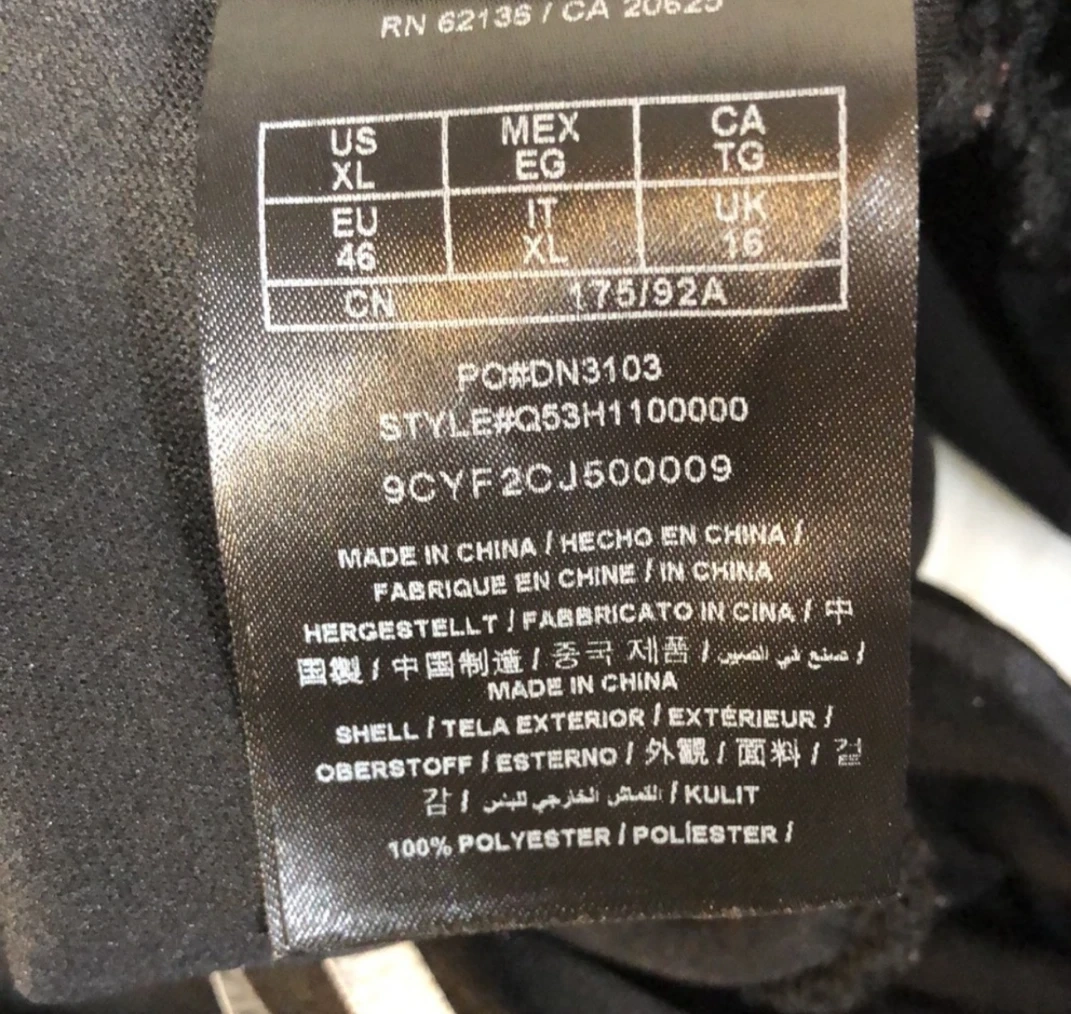 RN 62136 / CA 20625
US XL MEX EG CA TG
EU 46 IT XL UK 16
CN 175/92A
PO#DN3103
STYLE#Q53H1100000
9CYF2CJ500009
MADE IN CHINA / HECHO EN CHINA /
FABRIQUE EN CHINE / IN CHINA
HERGESTELLT / FABBRICATO IN CINA / 中
国製 / 中国制造 / 중국 제품 / صنع في الصين /
MADE IN CHINA
SHELL / TELA EXTERIOR / EXTÉRIEUR /
OBERSTOFF / ESTERNO / 外観 / 面料 / 겉
감 / القماش الخارجي للبس / KULIT
100% POLYESTER / POLÍESTER /